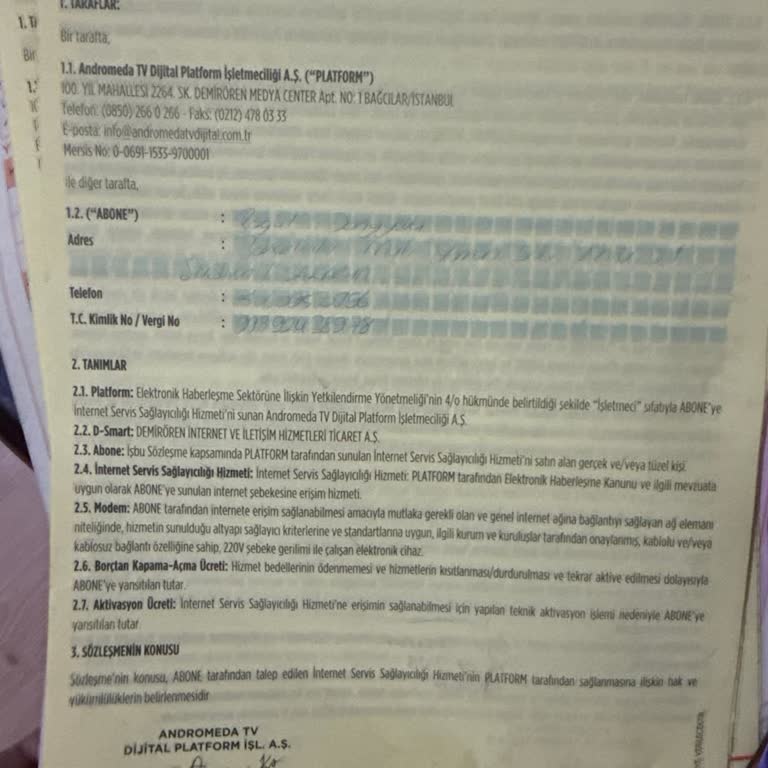 1. TARAFLAR:
Bir tarafta,
1.1. Andromeda TV Dijital Platform İşletmeciliği A.Ş. ("PLATFORM")
100. YIL MAHALLESİ 2264. SK. DEMİRÖREN MEDYA CENTER Apt. NO: 1 BAĞCILAR/İSTANBUL
Telefon: (0850) 266 0 266 - Faks: (0212) 478 03 33
E-posta: info@andromedatvdijital.com.tr
Mersis No: 0-0691-1533-9700001
ile diğer tarafta,
1.2. ("ABONE") :
Adres :
Telefon :
T.C. Kimlik No / Vergi No :
2. TANIMLAR
2.1. Platform: Elektronik Haberleşme Sektörüne İlişkin Yetkilendirme Yönetmeliği'nin 4/o hükmünde belirtildiği şekilde "İşletmeci" sıfatıyla ABONE'ye
İnternet Servis Sağlayıcılığı Hizmeti'ni sunan Andromeda TV Dijital Platform İşletmeciliği A.Ş.
2.2. D-Smart: DEMİRÖREN İNTERNET VE İLETİŞİM HİZMETLERİ TİCARET A.Ş.
2.3. Abone: İşbu Sözleşme kapsamında PLATFORM tarafından sunulan İnternet Servis Sağlayıcılığı Hizmeti'ni satın alan gerçek ve/veya tüzel kişi.
2.4. İnternet Servis Sağlayıcılığı Hizmeti: İnternet Servis Sağlayıcılığı Hizmeti: PLATFORM tarafından Elektronik Haberleşme Kanunu ve ilgili mevzuata
uygun olarak ABONE'ye sunulan internet şebekesine erişim hizmeti.
2.5. Modem: ABONE tarafından internete erişim sağlanabilmesi amacıyla mutlaka gerekli olan ve genel internet ağına bağlantıyı sağlayan ağ elemanı
niteliğinde, hizmetin sunulduğu altyapı sağlayıcı kriterlerine ve standartlarına uygun, ilgili kurum ve kuruluşlar tarafından onaylanmış, kablolu ve/veya
kablosuz bağlantı özelliğine sahip, 220V şebeke gerilimi ile çalışan elektronik cihaz.
2.6. Borçtan Kapama-Açma Ücreti: Hizmet bedellerinin ödenmemesi ve hizmetlerin kısıtlanması/durdurulması ve tekrar aktive edilmesi dolayısıyla
ABONE'ye yansıtılan tutar.
2.7. Aktivasyon Ücreti: İnternet Servis Sağlayıcılığı Hizmeti'ne erişimin sağlanabilmesi için yapılan teknik aktivasyon işlemi nedeniyle ABONE'ye
yansıtılan tutar.
3. SÖZLEŞMENİN KONUSU
Sözleşme'nin konusu, ABONE tarafından talep edilen İnternet Servis Sağlayıcılığı Hizmeti'nin PLATFORM tarafından sağlanmasına ilişkin hak ve
yükümlülüklerin belirlenmesidir.
ANDROMEDA TV
DİJİTAL PLATFORM İŞL. A.Ş.